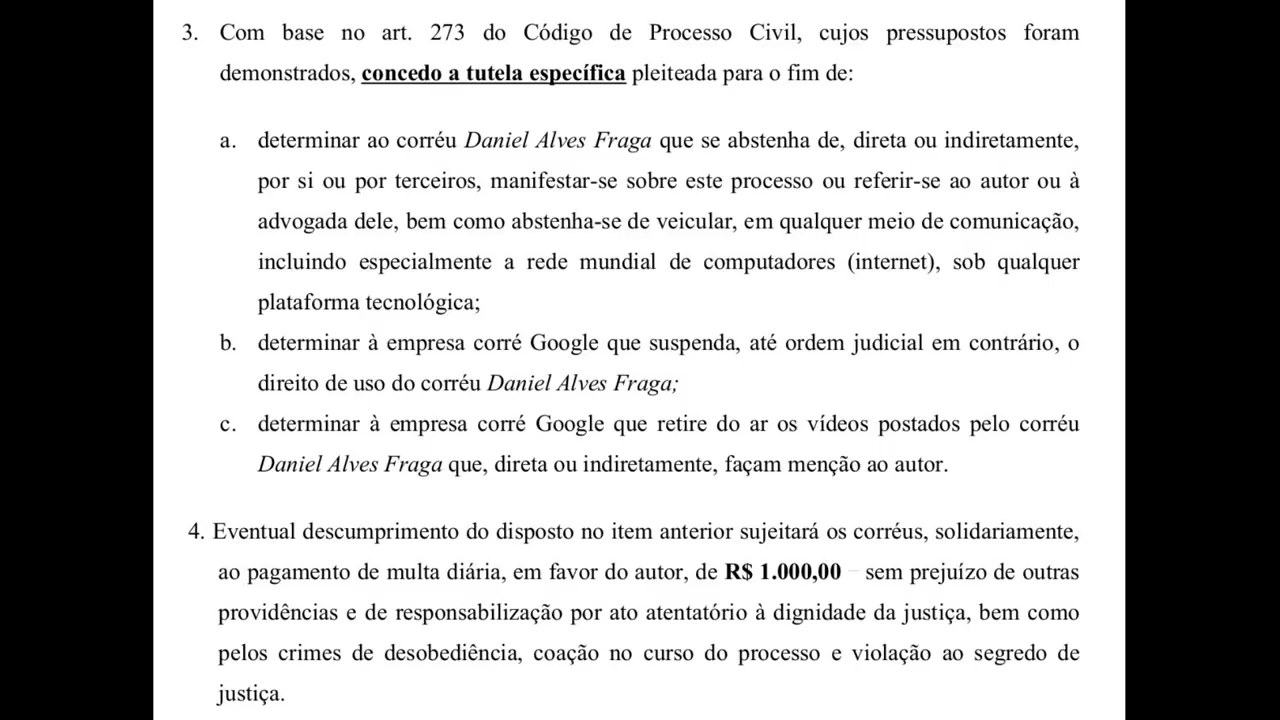 3. Com base no art. 273 do Código de Processo Civil, cujos pressupostos foram
demonstrados, concedo a tutela específica pleiteada para o fim de:
a. determinar ao corréu Daniel Alves Fraga que se abstenha de, direta ou indiretamente,
por si ou por terceiros, manifestar-se sobre este processo ou referir-se ao autor ou à
advogada dele, bem como abstenha-se de veicular, em qualquer meio de comunicação,
incluindo especialmente a rede mundial de computadores (internet), sob qualquer
plataforma tecnológica;
b. determinar à empresa corré Google que suspenda, até ordem judicial em contrário, o
direito de uso do corréu Daniel Alves Fraga;
c. determinar à empresa corré Google que retire do ar os vídeos postados pelo corréu
Daniel Alves Fraga que, direta ou indiretamente, façam menção ao autor.
4. Eventual descumprimento do disposto no item anterior sujeitará os corréus, solidariamente,
ao pagamento de multa diária, em favor do autor, de R$ 1.000,00 – sem prejuízo de outras
providências e de responsabilização por ato atentatório à dignidade da justiça, bem como
pelos crimes de desobediência, coação no curso do processo e violação ao segredo de
justiça.